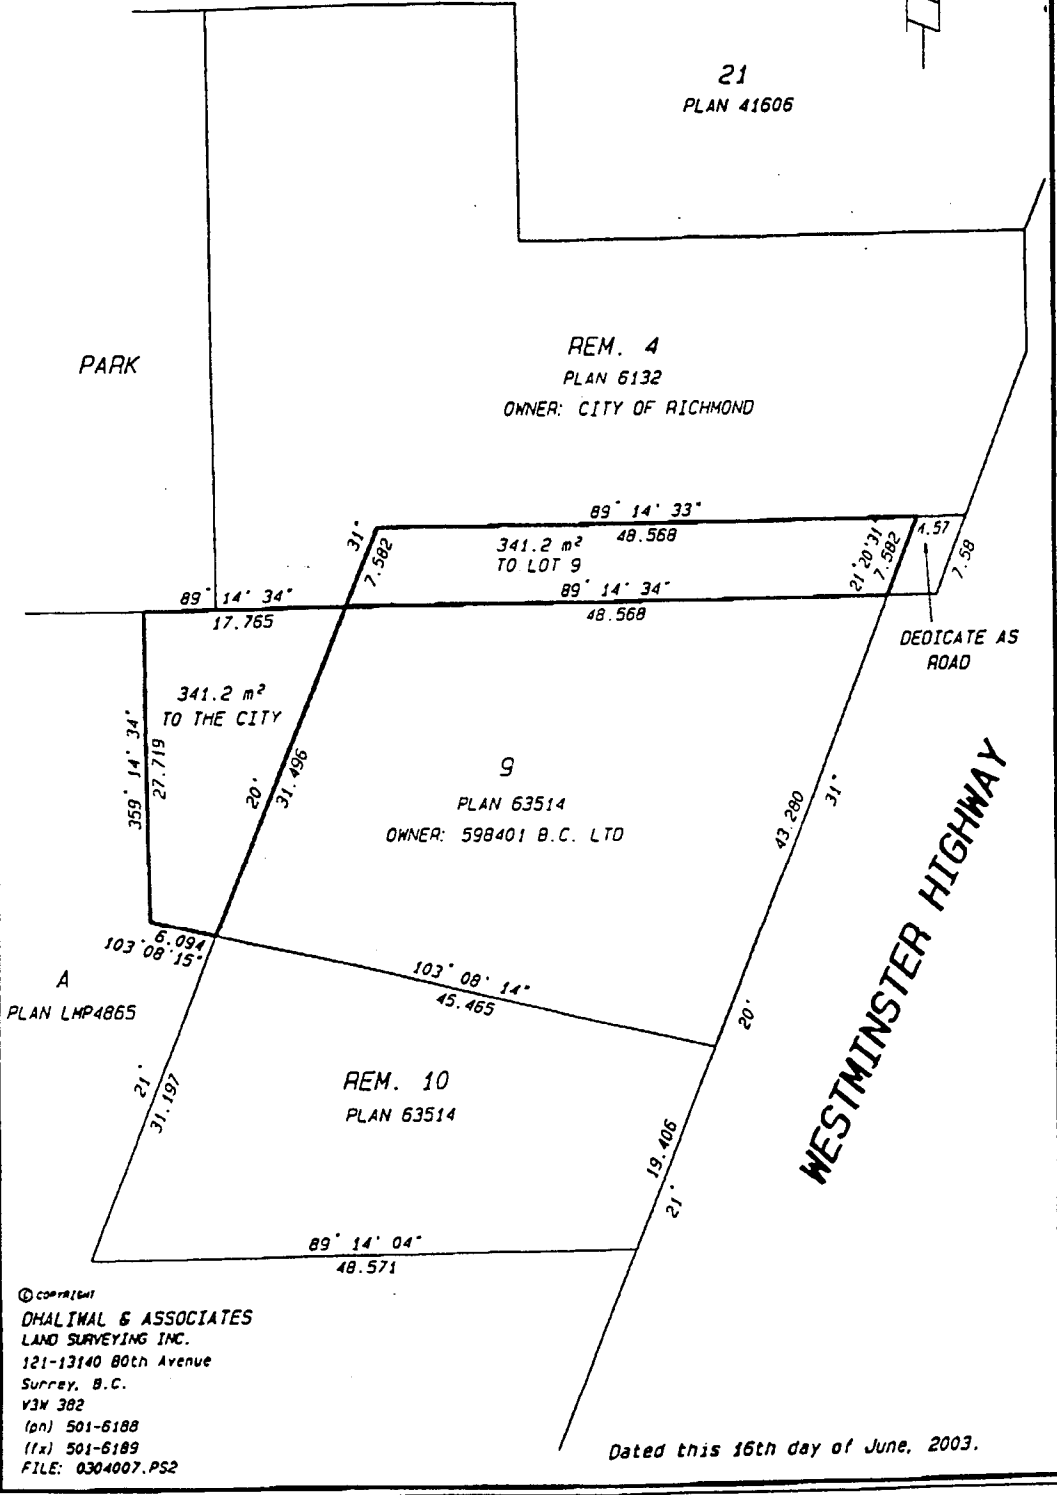 21
PLAN 41606
PARK
REM. 4
PLAN 6132
OWNER: CITY OF RICHMOND
89° 14' 33"
48.568
31"
7.582
341.2 m²
TO LOT 9
21°20'31"
7.582
4.57
7.58
89° 14' 34"
17.765
89° 14' 34"
48.568
DEDICATE AS
ROAD
341.2 m²
TO THE CITY
359° 14' 34"
27.719
20'
31.496
9
PLAN 63514
OWNER: 598401 B.C. LTD
43.280
31"
WESTMINSTER HIGHWAY
6.094
103°08'15"
103° 08' 14"
45.465
20'
A
PLAN LMP4865
21°
31.197
REM. 10
PLAN 63514
19.406
21°
89° 14' 04"
48.571
© COPYRIGHT
DHALIWAL & ASSOCIATES
LAND SURVEYING INC.
121-13140 80th Avenue
Surrey, B.C.
V3W 3B2
(ph) 501-6188
(fx) 501-6189
FILE: 0304007.PS2
Dated this 16th day of June, 2003.